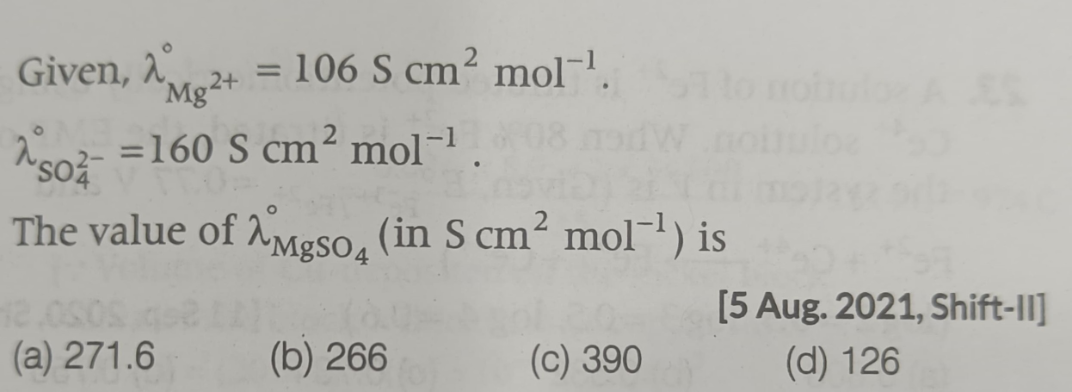 Given, λ°Mg²⁺ = 106 S cm² mol⁻¹.
λ°SO₄²⁻ = 160 S cm² mol⁻¹.
The value of λ°MgSO₄ (in S cm² mol⁻¹) is
[5 Aug. 2021, Shift-II]
(a) 271.6 (b) 266 (c) 390 (d) 126